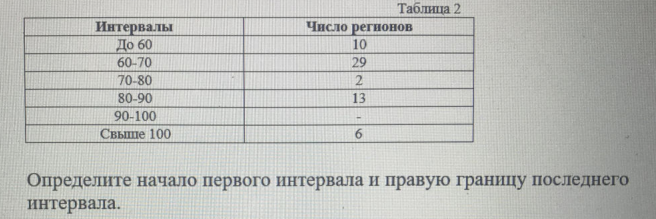 Таблица 2
Интервалы Число регионов
До 60 10
60-70 29
70-80 2
80-90 13
90-100 -
Свыше 100 6
Определите начало первого интервала и правую границу последнего
интервала.